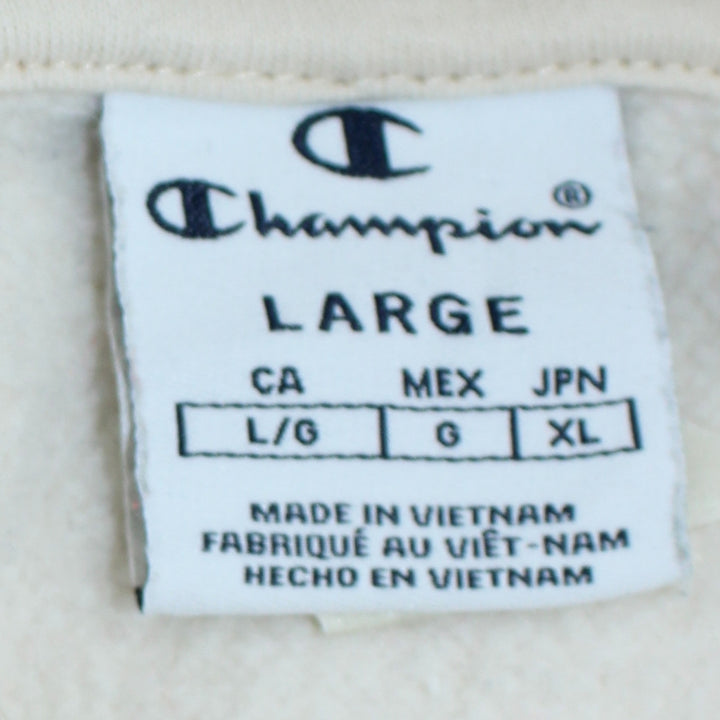 Champion®
LARGE
CA MEX JPN
L/G G XL
MADE IN VIETNAM
FABRIQUÉ AU VIÊT-NAM
HECHO EN VIETNAM